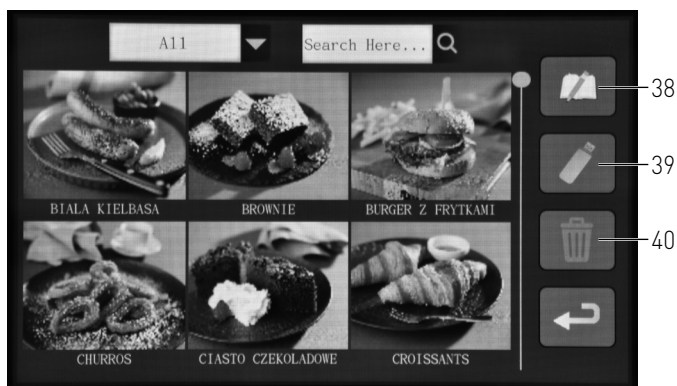 All
Search Here...
38
39
40
BIALA KIELBASA
BROWNIE
BURGER Z FRYTKAMI
CHURROS
CIASTO CZEKOLADOWE
CROISSANTS